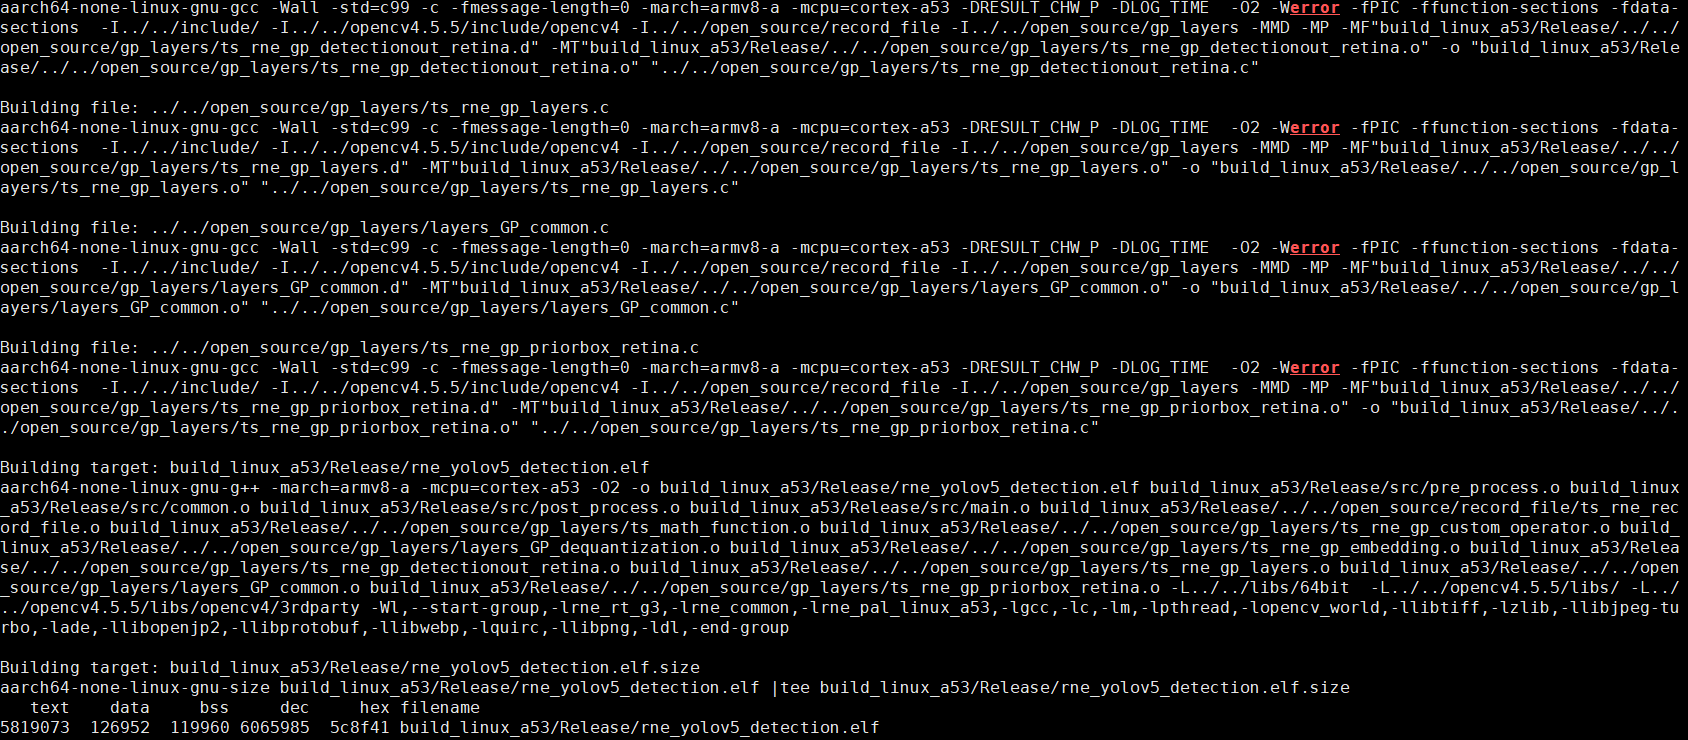 aarch64-none-linux-gnu-gcc -Wall -std=c99 -c -fmessage-length=0 -march=armv8-a -mcpu=cortex-a53 -DRESULT_CHW_P -DLOG_TIME  -O2 -Werror -fPIC -ffunction-sections -fdata-
sections  -I../../include/ -I../../opencv4.5.5/include/opencv4 -I../../open_source/record_file -I../../open_source/gp_layers -MMD -MP -MF"build_linux_a53/Release/../../
open_source/gp_layers/ts_rne_gp_detectionout_retina.d" -MT"build_linux_a53/Release/../../open_source/gp_layers/ts_rne_gp_detectionout_retina.o" -o "build_linux_a53/Rele
ase/../../open_source/gp_layers/ts_rne_gp_detectionout_retina.o" "../../open_source/gp_layers/ts_rne_gp_detectionout_retina.c"
Building file: ../../open_source/gp_layers/ts_rne_gp_layers.c
aarch64-none-linux-gnu-gcc -Wall -std=c99 -c -fmessage-length=0 -march=armv8-a -mcpu=cortex-a53 -DRESULT_CHW_P -DLOG_TIME  -O2 -Werror -fPIC -ffunction-sections -fdata-
sections  -I../../include/ -I../../opencv4.5.5/include/opencv4 -I../../open_source/record_file -I../../open_source/gp_layers -MMD -MP -MF"build_linux_a53/Release/../../
open_source/gp_layers/ts_rne_gp_layers.d" -MT"build_linux_a53/Release/../../open_source/gp_layers/ts_rne_gp_layers.o" -o "build_linux_a53/Release/../../open_source/gp_l
ayers/ts_rne_gp_layers.o" "../../open_source/gp_layers/ts_rne_gp_layers.c"
Building file: ../../open_source/gp_layers/layers_GP_common.c
aarch64-none-linux-gnu-gcc -Wall -std=c99 -c -fmessage-length=0 -march=armv8-a -mcpu=cortex-a53 -DRESULT_CHW_P -DLOG_TIME  -O2 -Werror -fPIC -ffunction-sections -fdata-
sections  -I../../include/ -I../../opencv4.5.5/include/opencv4 -I../../open_source/record_file -I../../open_source/gp_layers -MMD -MP -MF"build_linux_a53/Release/../../
open_source/gp_layers/layers_GP_common.d" -MT"build_linux_a53/Release/../../open_source/gp_layers/layers_GP_common.o" -o "build_linux_a53/Release/../../open_source/gp_l
ayers/layers_GP_common.o" "../../open_source/gp_layers/layers_GP_common.c"
Building file: ../../open_source/gp_layers/ts_rne_gp_priorbox_retina.c
aarch64-none-linux-gnu-gcc -Wall -std=c99 -c -fmessage-length=0 -march=armv8-a -mcpu=cortex-a53 -DRESULT_CHW_P -DLOG_TIME  -O2 -Werror -fPIC -ffunction-sections -fdata-
sections  -I../../include/ -I../../opencv4.5.5/include/opencv4 -I../../open_source/record_file -I../../open_source/gp_layers -MMD -MP -MF"build_linux_a53/Release/../../
open_source/gp_layers/ts_rne_gp_priorbox_retina.d" -MT"build_linux_a53/Release/../../open_source/gp_layers/ts_rne_gp_priorbox_retina.o" -o "build_linux_a53/Release/../.
./open_source/gp_layers/ts_rne_gp_priorbox_retina.o" "../../open_source/gp_layers/ts_rne_gp_priorbox_retina.c"
Building target: build_linux_a53/Release/rne_yolov5_detection.elf
aarch64-none-linux-gnu-g++ -march=armv8-a -mcpu=cortex-a53 -O2 -o build_linux_a53/Release/rne_yolov5_detection.elf build_linux_a53/Release/src/pre_process.o build_linux
_a53/Release/src/common.o build_linux_a53/Release/src/post_process.o build_linux_a53/Release/src/main.o build_linux_a53/Release/../../open_source/record_file/ts_rne_rec
ord_file.o build_linux_a53/Release/../../open_source/gp_layers/ts_math_function.o build_linux_a53/Release/../../open_source/gp_layers/ts_rne_gp_custom_operator.o build_
linux_a53/Release/../../open_source/gp_layers/layers_GP_dequantization.o build_linux_a53/Release/../../open_source/gp_layers/ts_rne_gp_embedding.o build_linux_a53/Relea
se/../../open_source/gp_layers/ts_rne_gp_detectionout_retina.o build_linux_a53/Release/../../open_source/gp_layers/ts_rne_gp_layers.o build_linux_a53/Release/../../open
_source/gp_layers/layers_GP_common.o build_linux_a53/Release/../../open_source/gp_layers/ts_rne_gp_priorbox_retina.o -L../../libs/64bit  -L../../opencv4.5.5/libs/ -L../
../opencv4.5.5/libs/opencv4/3rdparty -Wl,--start-group,-lrne_rt_g3,-lrne_common,-lrne_pal_linux_a53,-lgcc,-lc,-lm,-lpthread,-lopencv_world,-llibtiff,-lzlib,-llibjpeg-tu
rbo,-lade,-llibopenjp2,-llibprotobuf,-llibwebp,-lquirc,-llibpng,-ldl,-end-group
Building target: build_linux_a53/Release/rne_yolov5_detection.elf.size
aarch64-none-linux-gnu-size build_linux_a53/Release/rne_yolov5_detection.elf |tee build_linux_a53/Release/rne_yolov5_detection.elf.size
   text    data     bss     dec     hex filename
5819073  126952  119960 6065985  5c8f41 build_linux_a53/Release/rne_yolov5_detection.elf